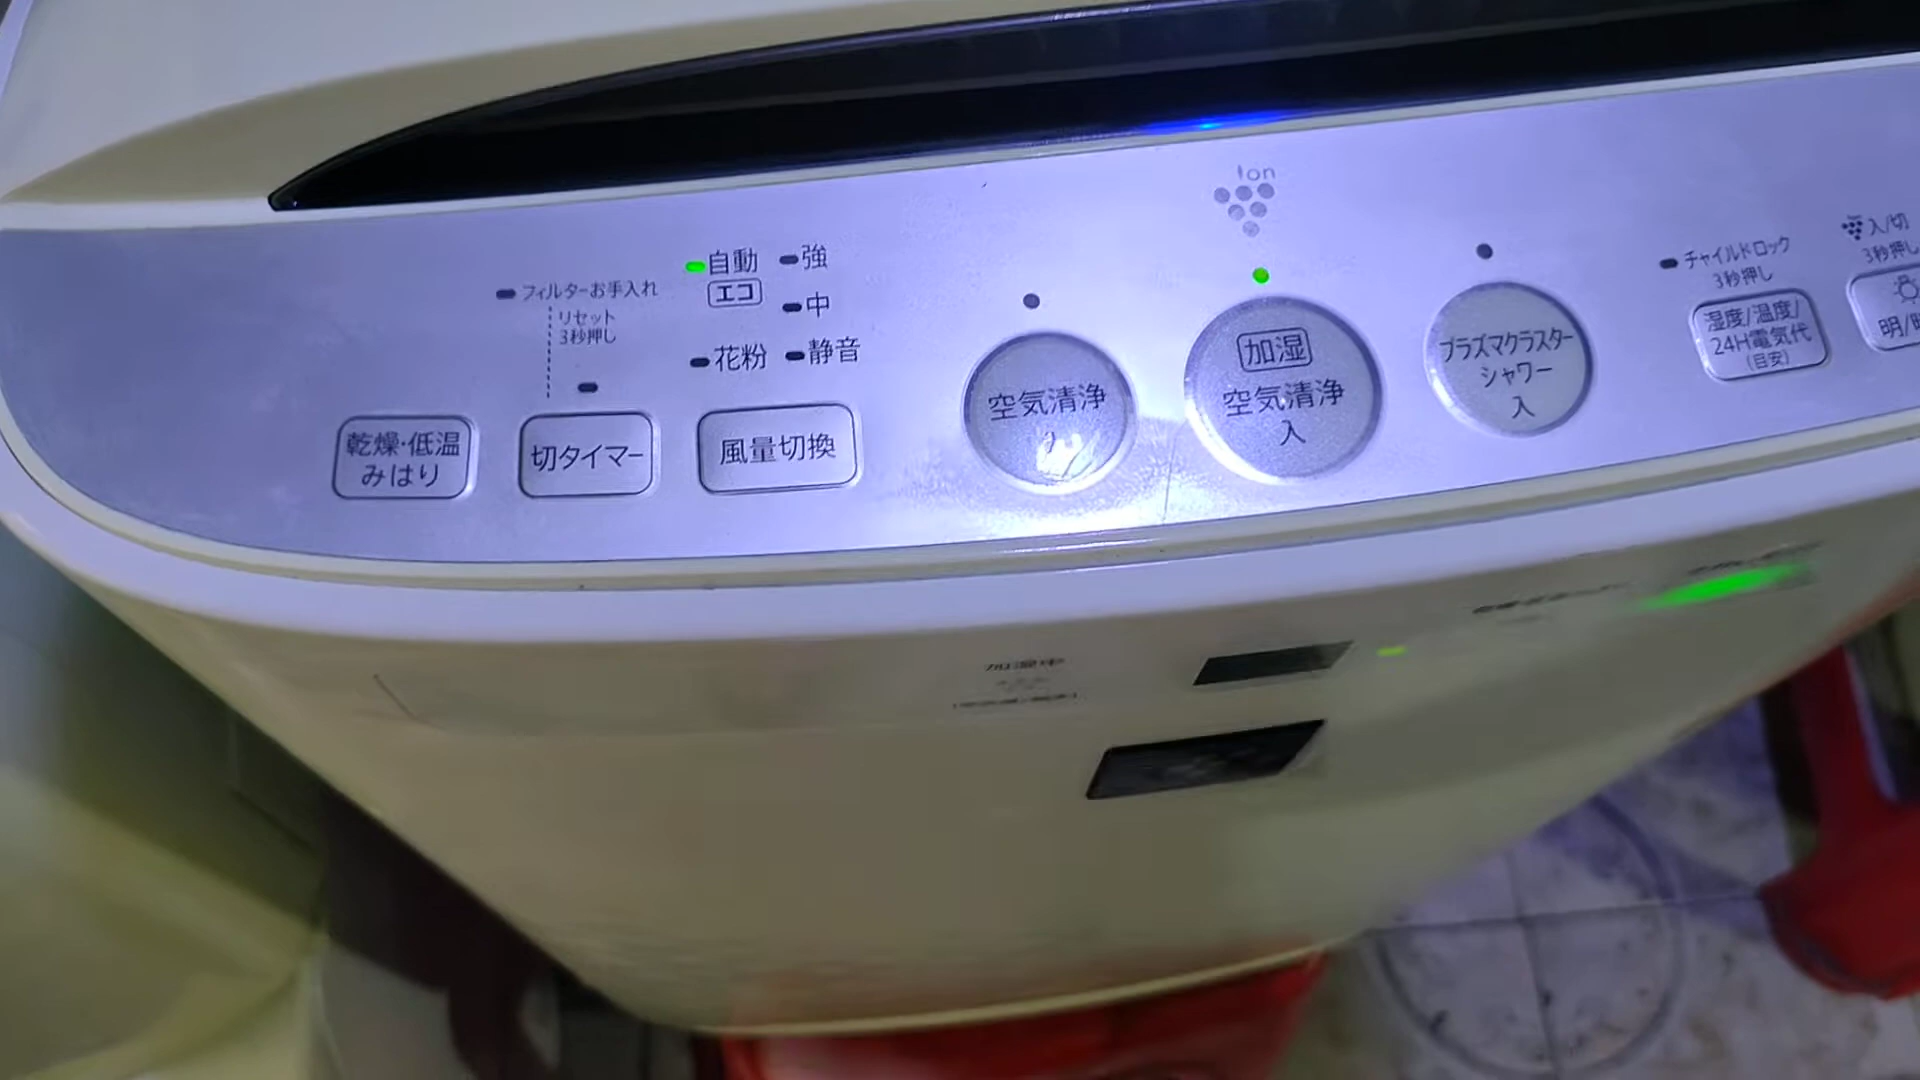 Ion
自動
エコ
強
中
花粉
静音
フィルターお手入れ
リセット
3秒押し
乾燥・低温
みはり
切タイマー
風量切換
空気清浄
加湿
空気清浄
入
プラズマクラスター
シャワー
入
チャイルドロック
3秒押し
湿度/温度/
24H電気代
(目安)
入/切
3秒押し
明/
加湿中